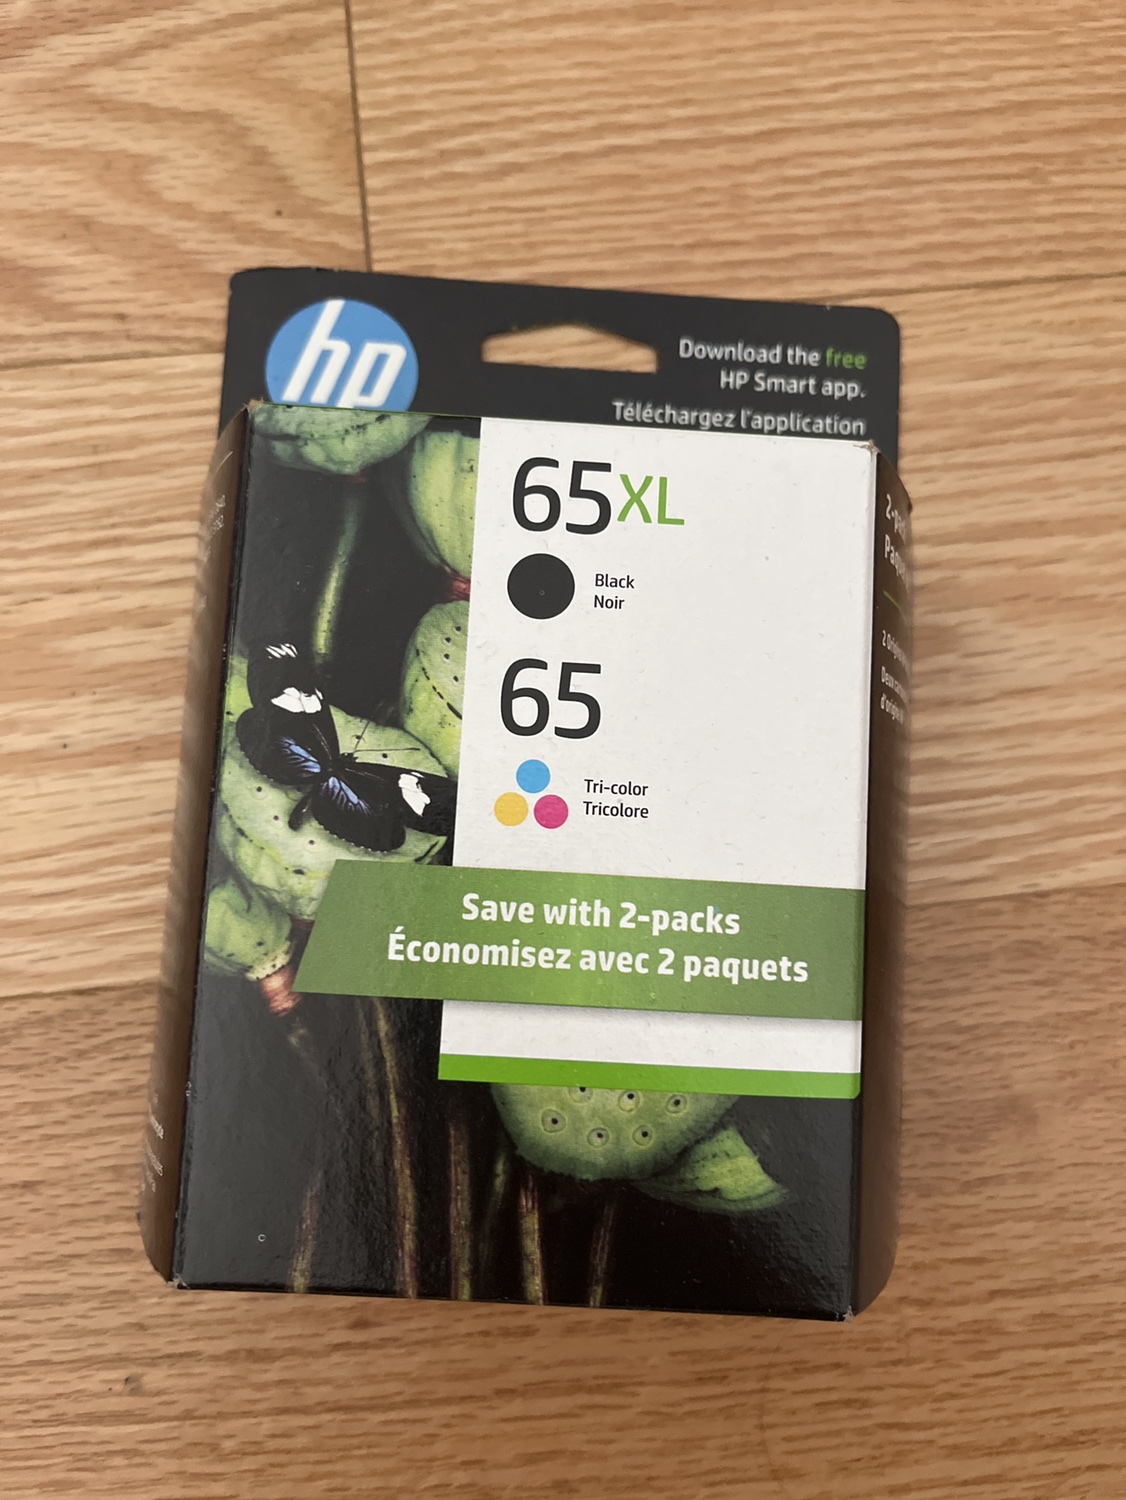 hp
Download the free
HP Smart app.
Téléchargez l'application
65XL
Black
Noir
65
Tri-color
Tricolore
Save with 2-packs
Économisez avec 2 paquets
C